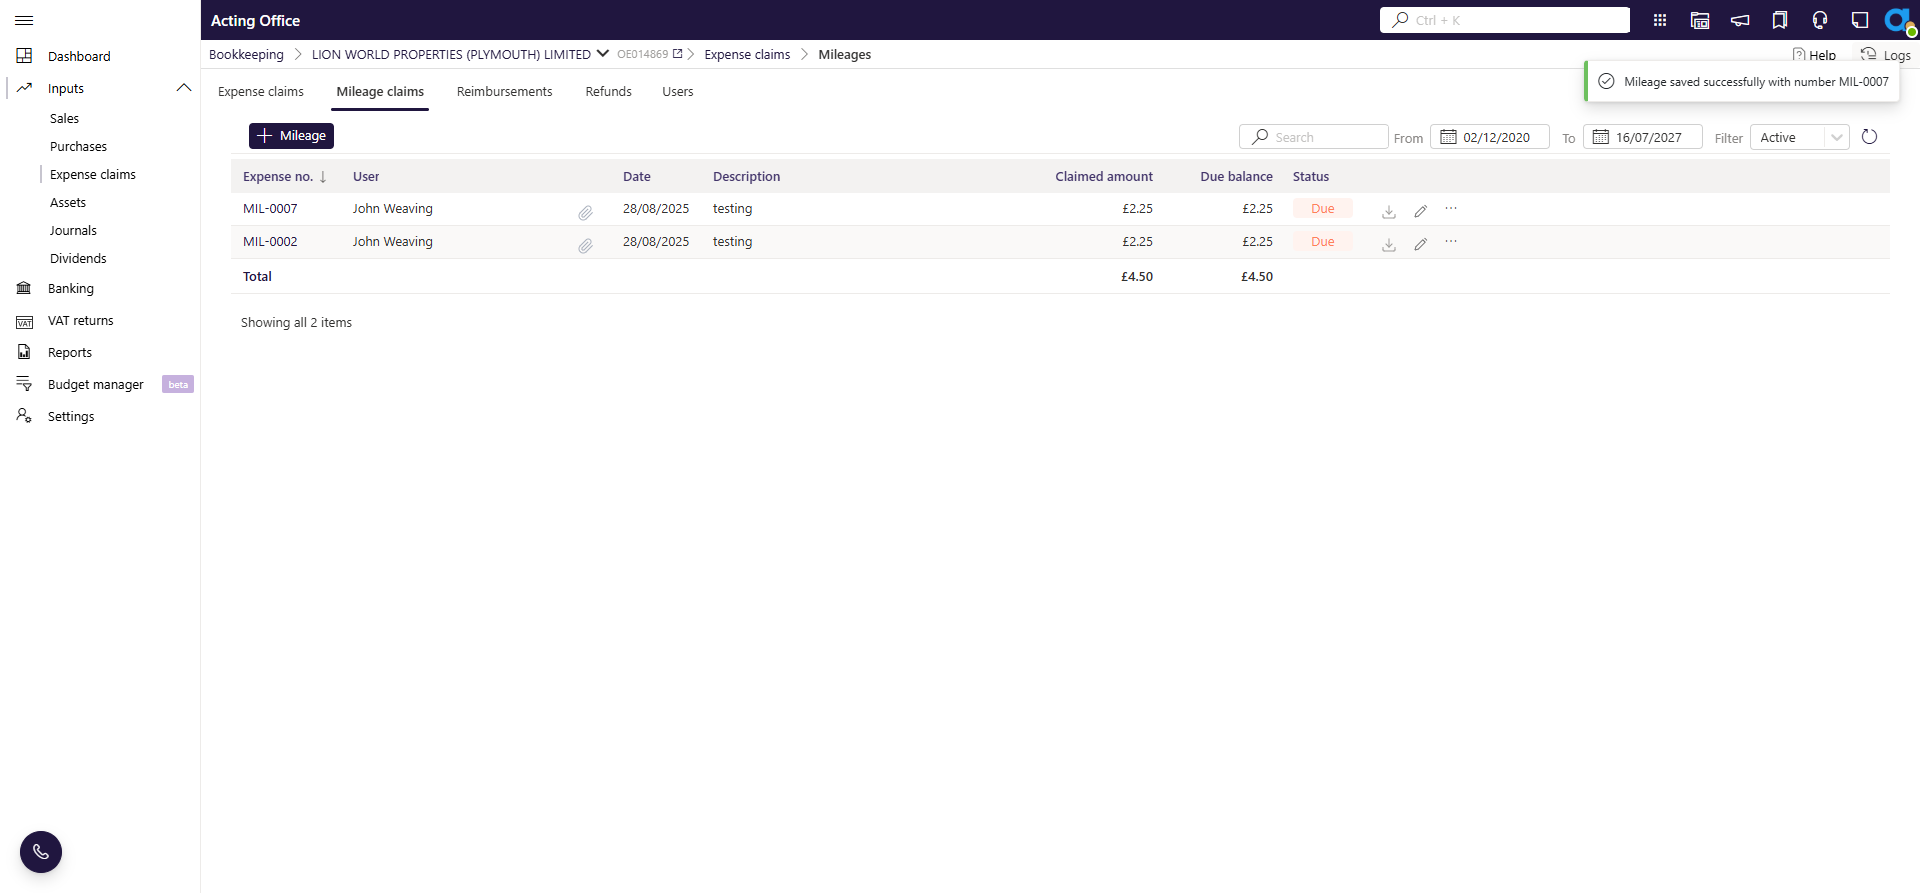 Acting Office
Ctrl + K
Dashboard
Inputs
Sales
Purchases
Expense claims
Assets
Journals
Dividends
Banking
VAT returns
Reports
Budget manager beta
Settings
Bookkeeping LION WORLD PROPERTIES (PLYMOUTH) LIMITED OE014869 Expense claims Mileages
Help Logs
Mileage saved successfully with number MIL-0007
Expense claims Mileage claims Reimbursements Refunds Users
Mileage
Search From 02/12/2020 To 16/07/2027 Filter Active
Expense no. User Date Description Claimed amount Due balance Status
MIL-0007 John Weaving 28/08/2025 testing £2.25 £2.25 Due
MIL-0002 John Weaving 28/08/2025 testing £2.25 £2.25 Due
Total £4.50 £4.50
Showing all 2 items